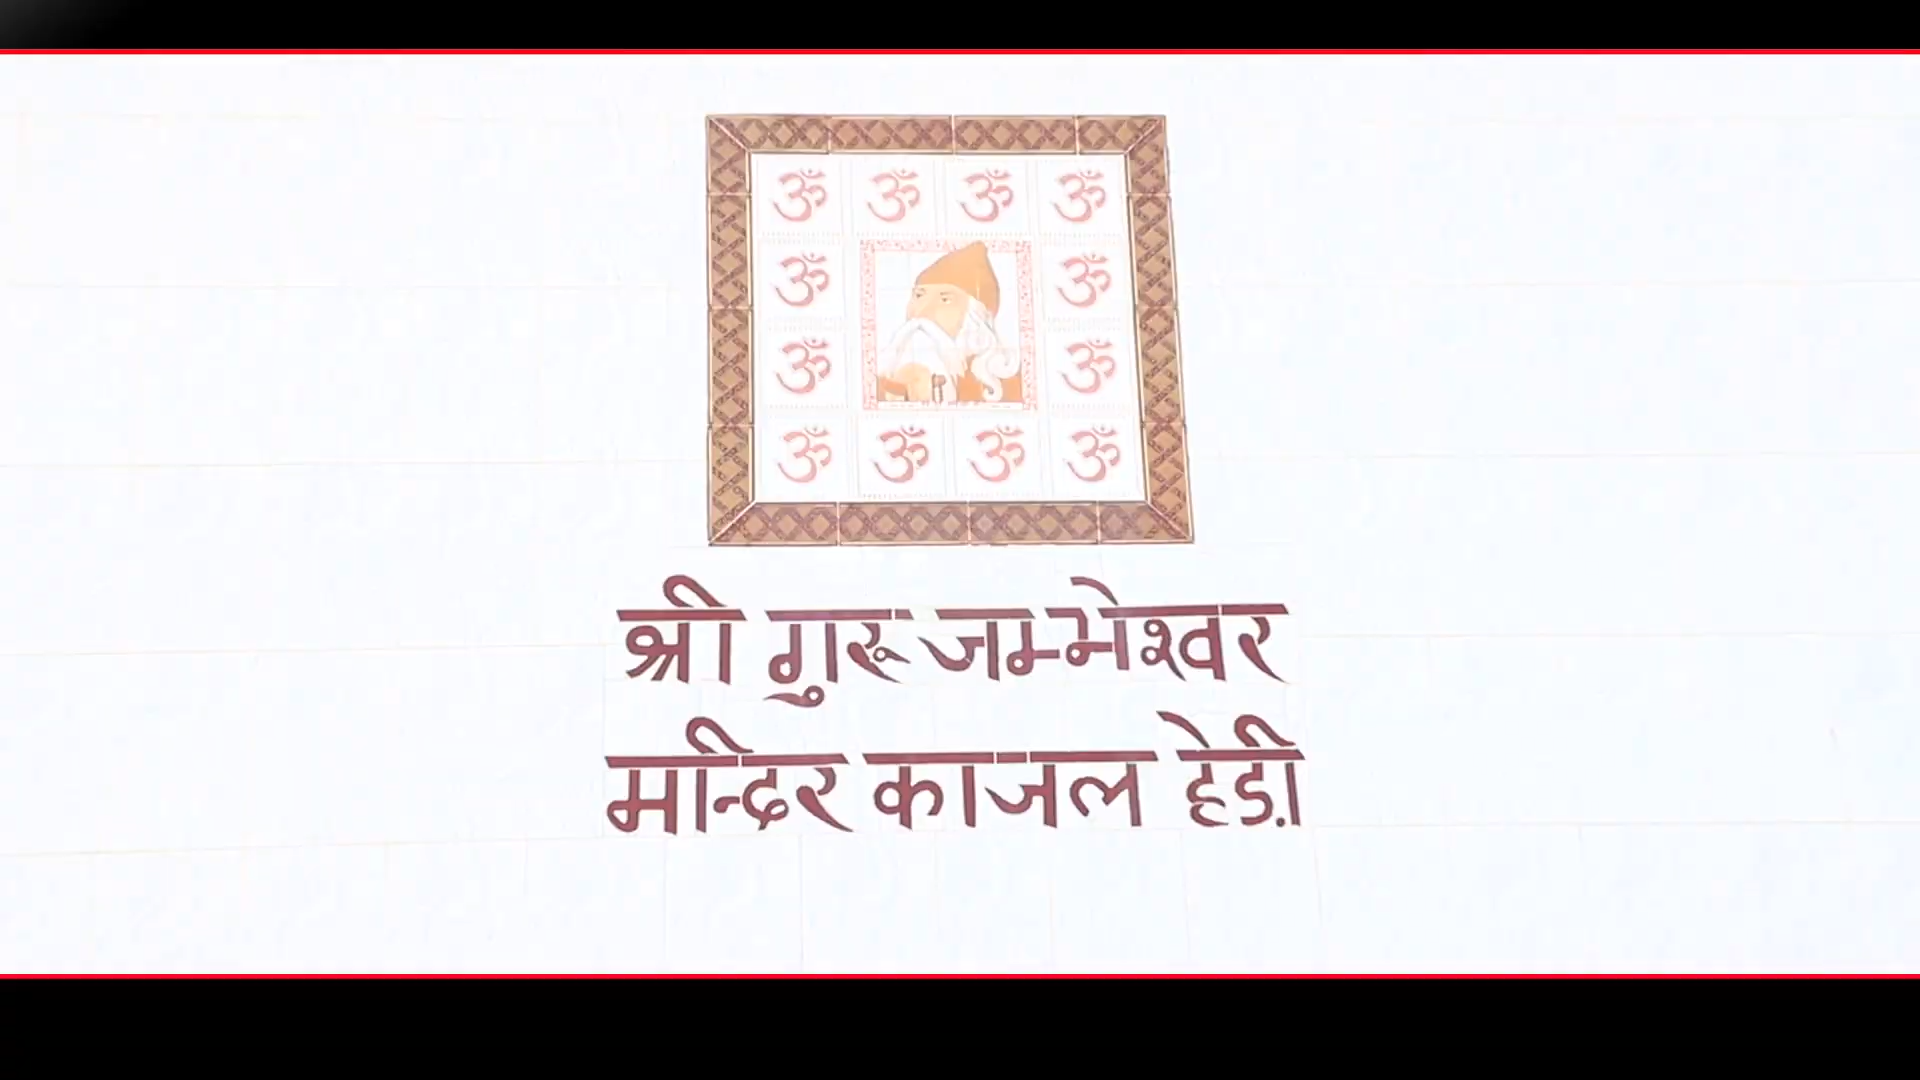 ॐ ॐ ॐ ॐ
ॐ ॐ
ॐ ॐ
ॐ ॐ ॐ ॐ
श्री गुरू जम्भेश्वर
मन्दिर काजल हेड़ी